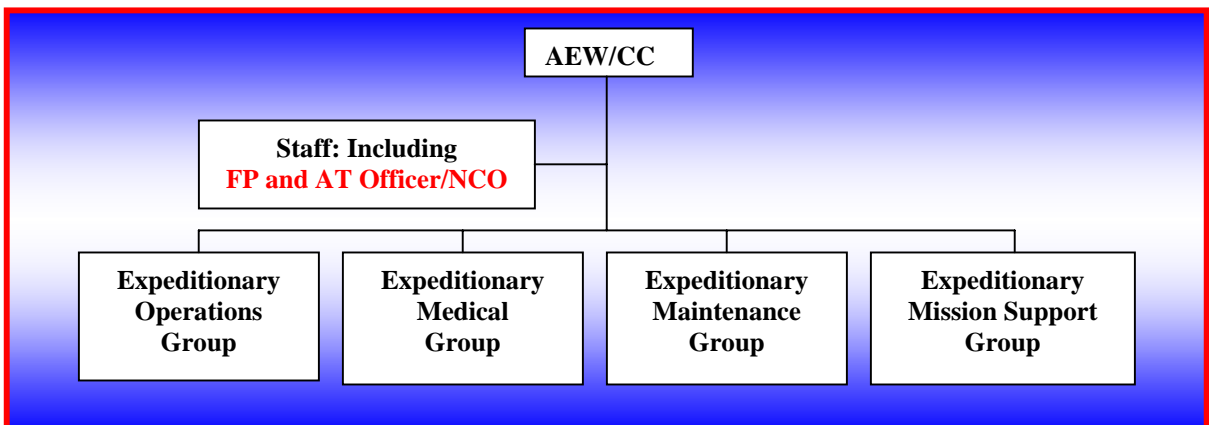 AEW/CC
Staff: Including
FP and AT Officer/NCO
Expeditionary
Operations
Group
Expeditionary
Medical
Group
Expeditionary
Maintenance
Group
Expeditionary
Mission Support
Group